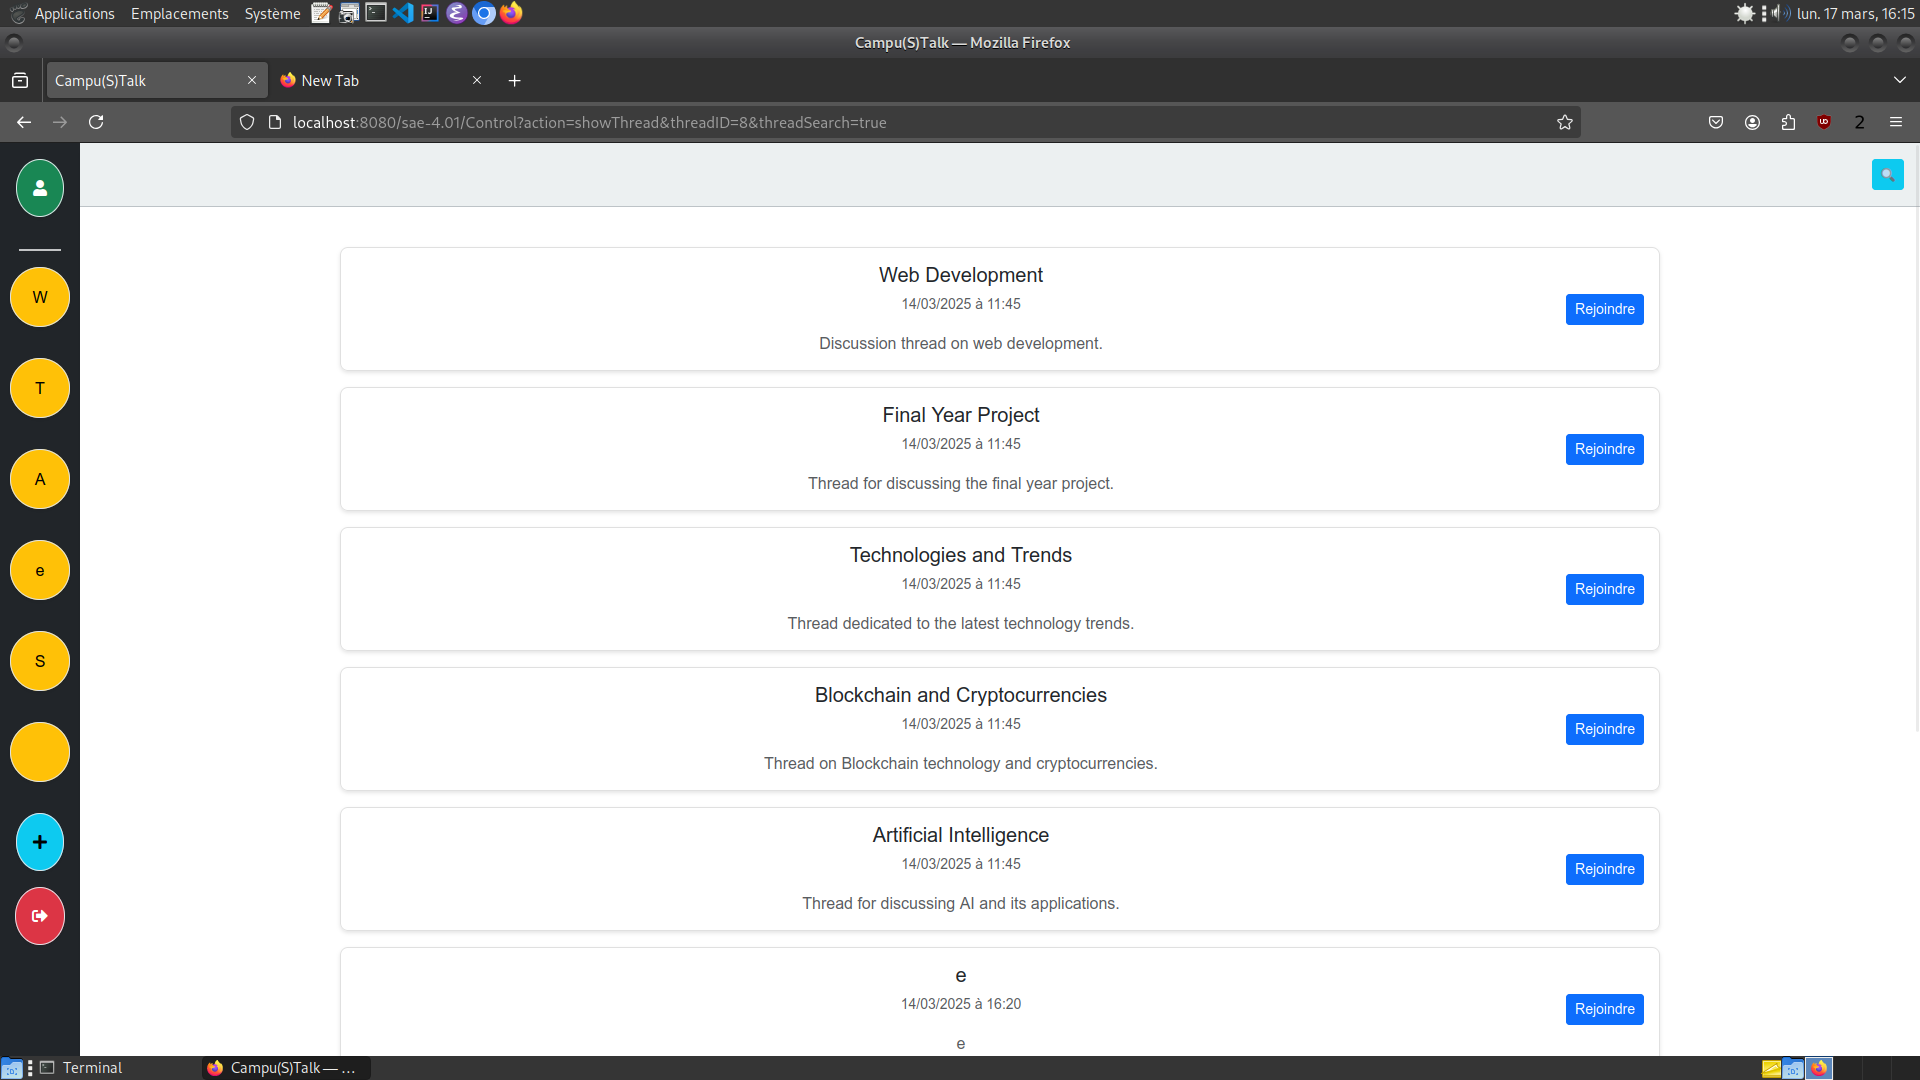 Applications Emplacements Système lun. 17 mars, 16:15
Campu(S)Talk — Mozilla Firefox
Campu(S)Talk New Tab
localhost:8080/sae-4.01/Control?action=showThread&threadID=8&threadSearch=true 2
W
T
A
e
S
Web Development
14/03/2025 à 11:45
Discussion thread on web development.
Rejoindre
Final Year Project
14/03/2025 à 11:45
Thread for discussing the final year project.
Rejoindre
Technologies and Trends
14/03/2025 à 11:45
Thread dedicated to the latest technology trends.
Rejoindre
Blockchain and Cryptocurrencies
14/03/2025 à 11:45
Thread on Blockchain technology and cryptocurrencies.
Rejoindre
Artificial Intelligence
14/03/2025 à 11:45
Thread for discussing AI and its applications.
Rejoindre
e
14/03/2025 à 16:20
e
Rejoindre
Terminal Campu(S)Talk — ...